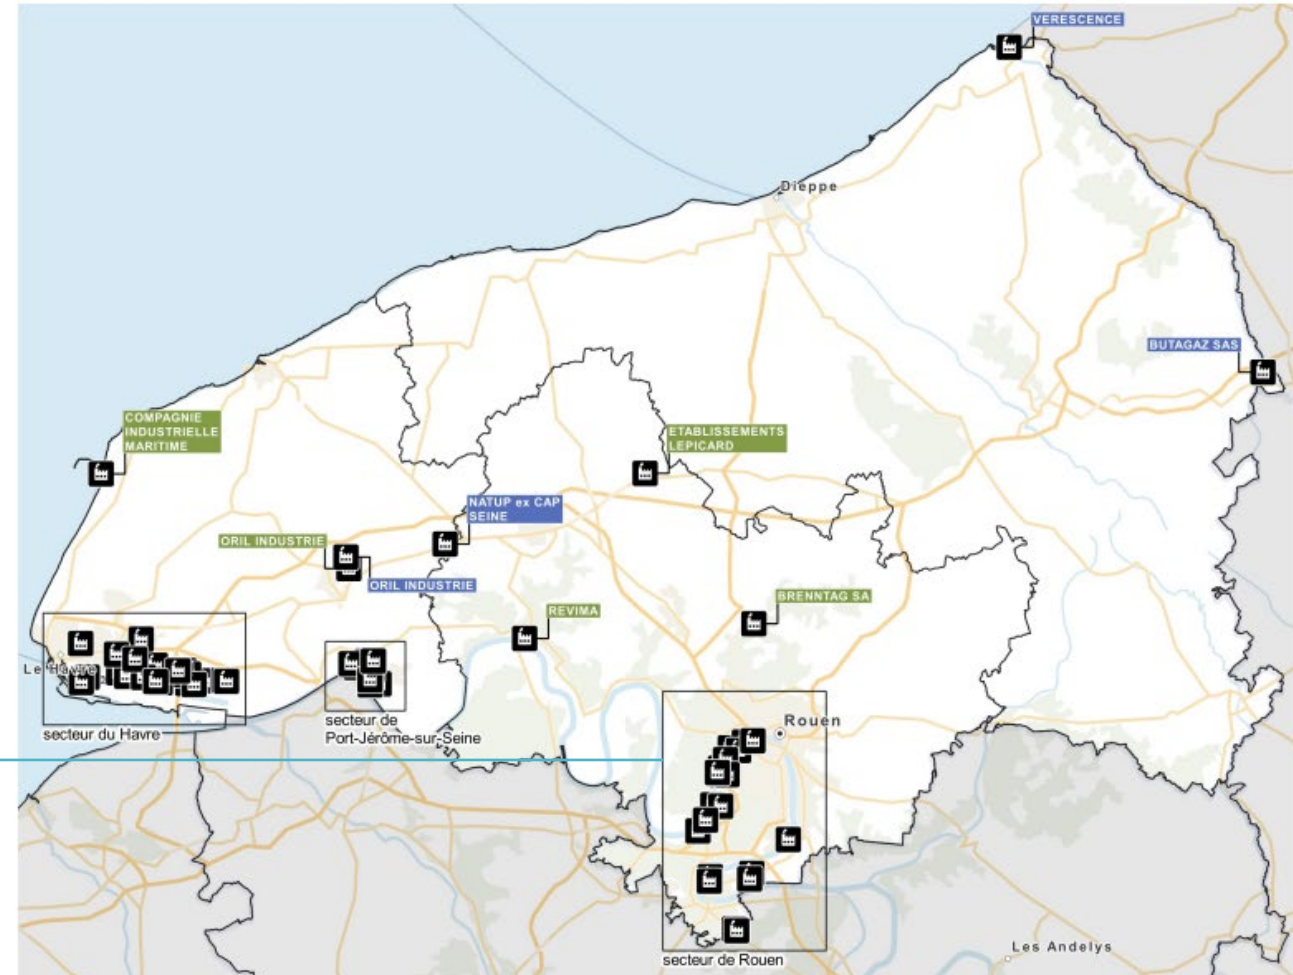 VERESCENCE
Dieppe
BUTAGAZ SAS
COMPAGNIE
INDUSTRIELLE
MARITIME
ETABLISSEMENTS
LEPICARD
NATUP ex CAP
SEINE
ORIL INDUSTRIE
ORIL INDUSTRIE
BRENNTAG SA
REVIMA
Le Havre
secteur du Havre
secteur de
Port-Jérôme-sur-Seine
Rouen
secteur de Rouen
Les Andelys